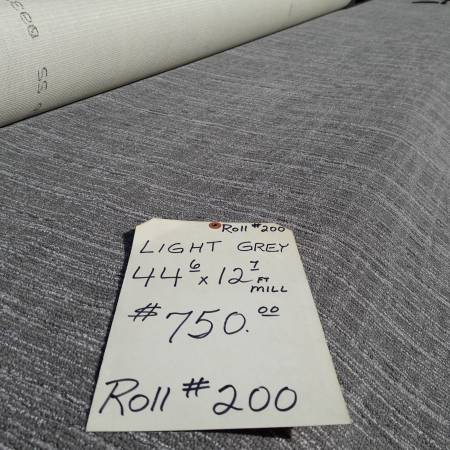 Roll #200
LIGHT GREY
44 6 x 12 7 FT
MILL
#750.00
Roll #200